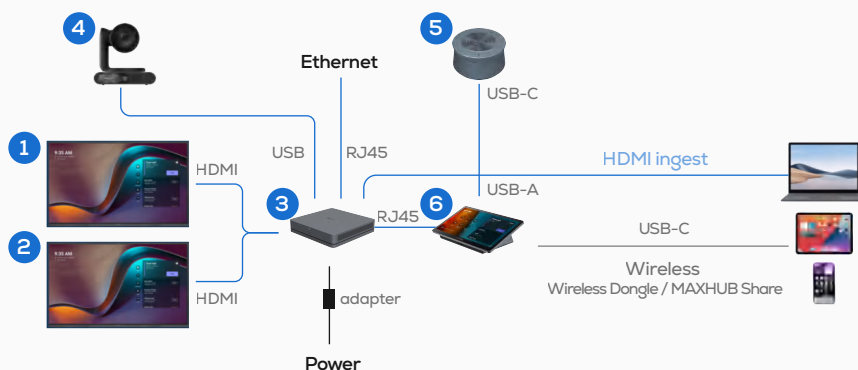 4
5
Ethernet
USB-C
1
HDMI
USB
RJ45
HDMI ingest
USB-A
3
RJ45
6
2
USB-C
HDMI
adapter
Wireless
Wireless Dongle / MAXHUB Share
Power